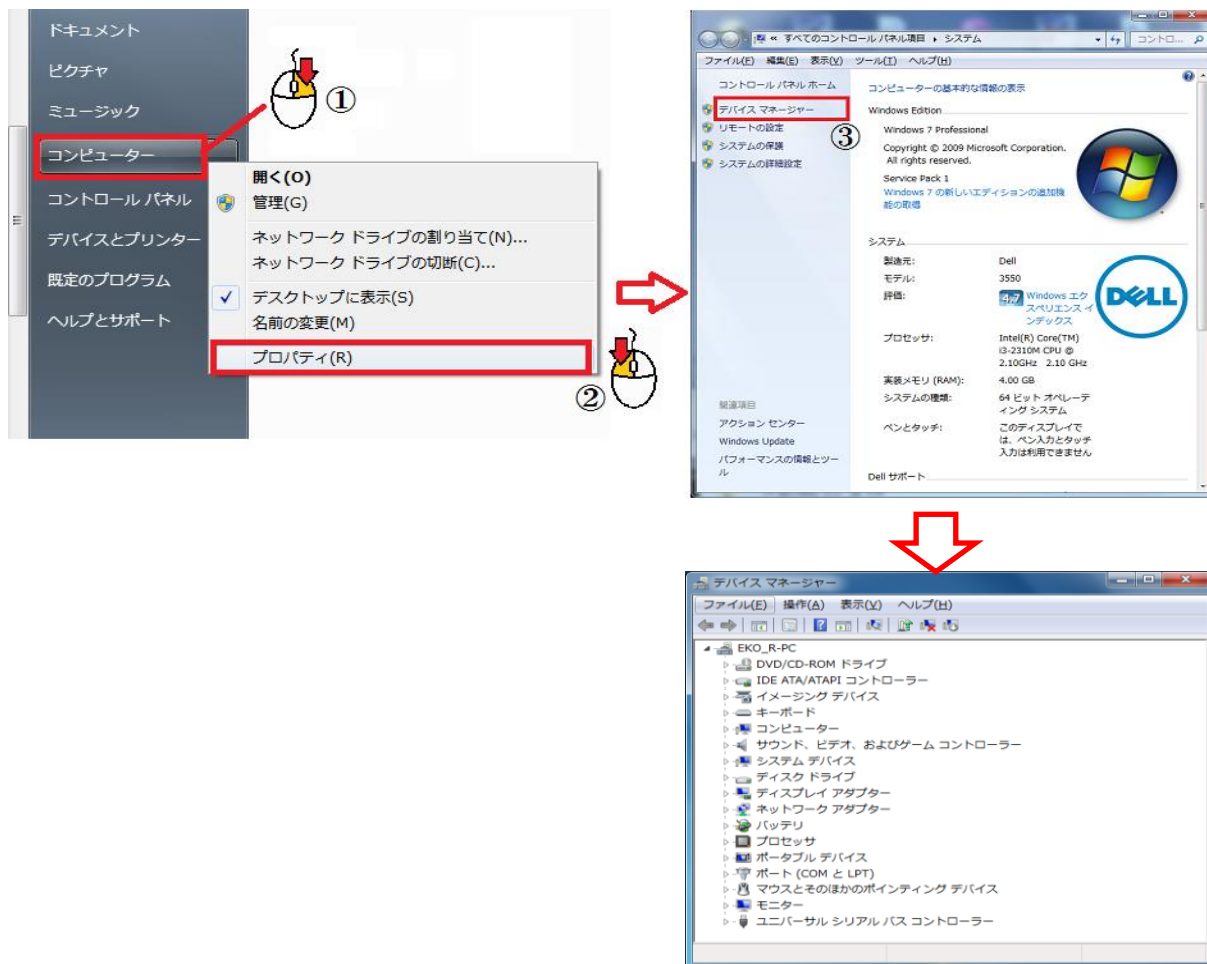 ドキュメント
ピクチャ
ミュージック
①
コンピューター
コントロール パネル
デバイスとプリンター
既定のプログラム
ヘルプとサポート
開く(O)
管理(G)
ネットワーク ドライブの割り当て(N)...
ネットワーク ドライブの切断(C)...
デスクトップに表示(S)
名前の変更(M)
プロパティ(R)
②
« すべてのコントロール パネル項目 ▸ システム
コントロ...
ファイル(F) 編集(E) 表示(V) ツール(T) ヘルプ(H)
コントロール パネル ホーム
デバイス マネージャー
③
リモートの設定
システムの保護
システムの詳細設定
関連項目
アクション センター
Windows Update
パフォーマンスの情報とツー
ル
コンピューターの基本的な情報の表示
Windows Edition
Windows 7 Professional
Copyright © 2009 Microsoft Corporation.
All rights reserved.
Service Pack 1
Windows 7 の新しいエディションの追加機
能の取得
システム
製造元: Dell
モデル: 3550
評価: 4.7 Windows エク
スペリエンス イ
ンデックス
DELL
プロセッサ: Intel(R) Core(TM)
i3-2310M CPU @
2.10GHz 2.10 GHz
実装メモリ (RAM): 4.00 GB
システムの種類: 64 ビット オペレーテ
ィング システム
ペンとタッチ: このディスプレイで
は、ペン入力とタッチ
入力は利用できません
Dell サポート
デバイス マネージャー
ファイル(F) 操作(A) 表示(V) ヘルプ(H)
EKO_R-PC
DVD/CD-ROM ドライブ
IDE ATA/ATAPI コントローラー
イメージング デバイス
キーボード
コンピューター
サウンド、ビデオ、およびゲーム コントローラー
システム デバイス
ディスク ドライブ
ディスプレイ アダプター
ネットワーク アダプター
バッテリ
プロセッサ
ポータブル デバイス
ポート (COM と LPT)
マウスとそのほかのポインティング デバイス
モニター
ユニバーサル シリアル バス コントローラー